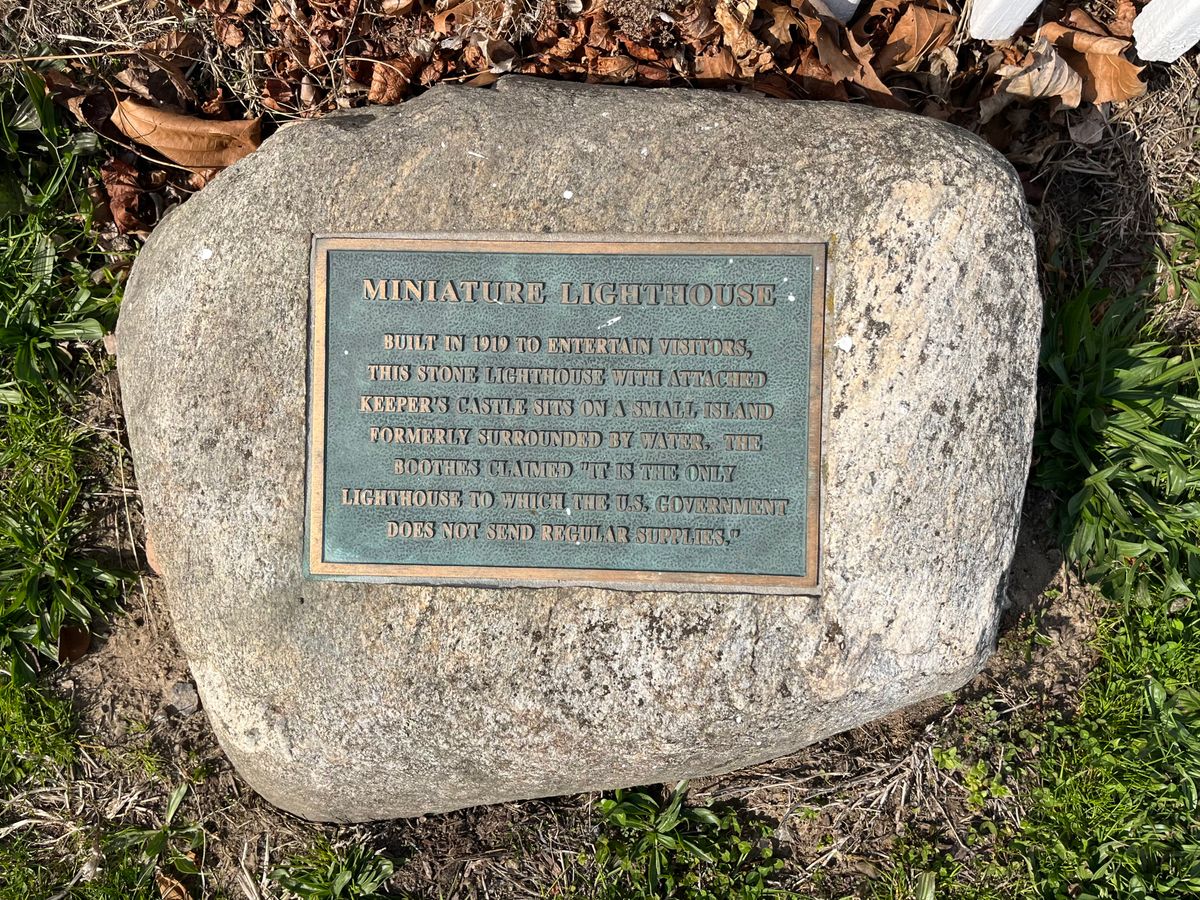 MINIATURE LIGHTHOUSE
BUILT IN 1919 TO ENTERTAIN VISITORS,
THIS STONE LIGHTHOUSE WITH ATTACHED
KEEPER'S CASTLE SITS ON A SMALL ISLAND
FORMERLY SURROUNDED BY WATER. THE
BOOTHES CLAIMED "IT IS THE ONLY
LIGHTHOUSE TO WHICH THE U.S. GOVERNMENT
DOES NOT SEND REGULAR SUPPLIES."